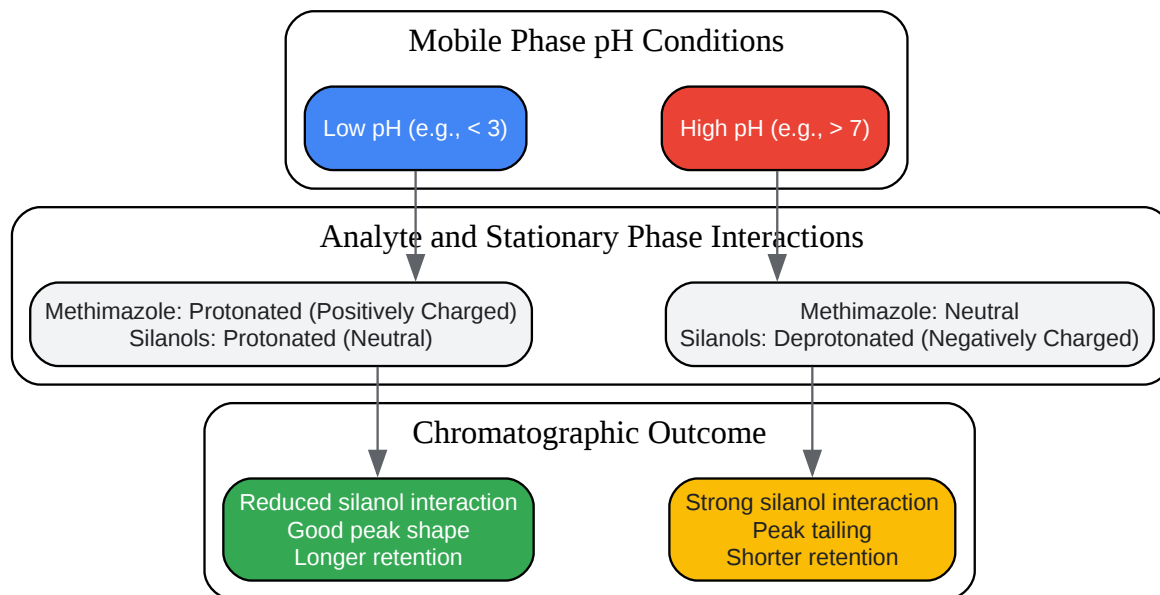 Mobile Phase pH Conditions
Low pH (e.g., < 3)
High pH (e.g., > 7)
Analyte and Stationary Phase Interactions
Methimazole: Protonated (Positively Charged)
Silanols: Protonated (Neutral)
Methimazole: Neutral
Silanols: Deprotonated (Negatively Charged)
Chromatographic Outcome
Reduced silanol interaction
Good peak shape
Longer retention
Strong silanol interaction
Peak tailing
Shorter retention